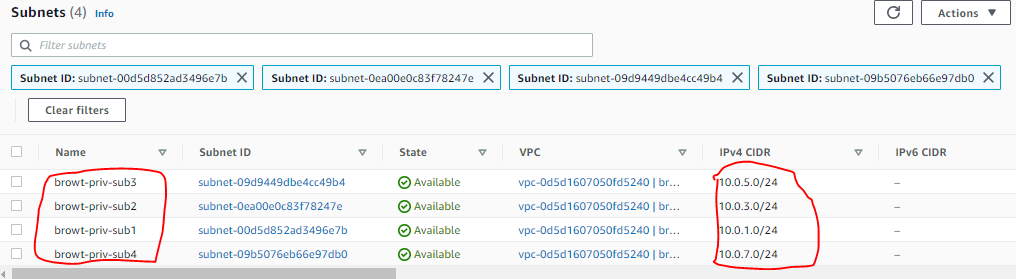 Subnets (4) Info
Actions
Filter subnets
Subnet ID: subnet-00d5d852ad3496e7b Subnet ID: subnet-0ea00e0c83f78247e Subnet ID: subnet-09d9449dbe4cc49b4 Subnet ID: subnet-09b5076eb66e97db0
Clear filters
Name Subnet ID State VPC IPv4 CIDR IPv6 CIDR
browt-priv-sub3 subnet-09d9449dbe4cc49b4 Available vpc-0d5d1607050fd5240 | br... 10.0.5.0/24 –
browt-priv-sub2 subnet-0ea00e0c83f78247e Available vpc-0d5d1607050fd5240 | br... 10.0.3.0/24 –
browt-priv-sub1 subnet-00d5d852ad3496e7b Available vpc-0d5d1607050fd5240 | br... 10.0.1.0/24 –
browt-priv-sub4 subnet-09b5076eb66e97db0 Available vpc-0d5d1607050fd5240 | br... 10.0.7.0/24 –